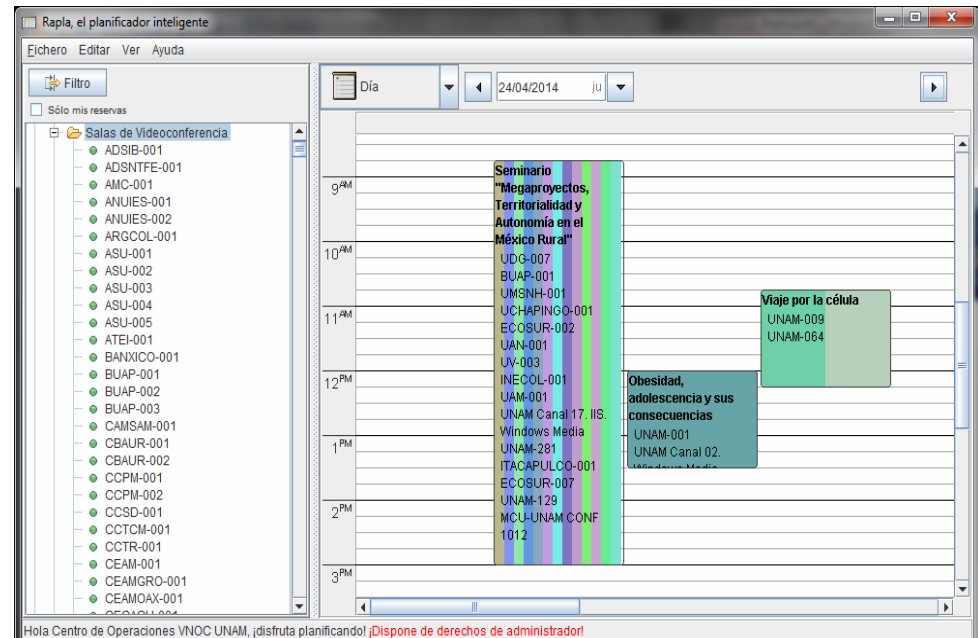 Rapla, el planificador inteligente
Fichero Editar Ver Ayuda
Filtro
Sólo mis reservas
Salas de Videoconferencia
ADSIB-001
ADSNTFE-001
AMC-001
ANUIES-001
ANUIES-002
ARGCOL-001
ASU-001
ASU-002
ASU-003
ASU-004
ASU-005
ATEI-001
BANXICO-001
BUAP-001
BUAP-002
BUAP-003
CAMSAM-001
CBAUR-001
CBAUR-002
CCPM-001
CCPM-002
CCSD-001
CCTCM-001
CCTR-001
CEAM-001
CEAMGRO-001
CEAMOAX-001
Día
24/04/2014 ju
9AM
10AM
11AM
12PM
1PM
2PM
3PM
Seminario
"Megaproyectos,
Territorialidad y
Autonomía en el
México Rural"
UDG-007
BUAP-001
UMSNH-001
UCHAPINGO-001
ECOSUR-002
UAN-001
UV-003
INECOL-001
UAM-001
UNAM Canal 17. IIS.
Windows Media
UNAM-281
ITACAPULCO-001
ECOSUR-007
UNAM-129
MCU-UNAM CONF
1012
Obesidad,
adolescencia y sus
consecuencias
UNAM-001
UNAM Canal 02.
Windows Media
Viaje por la célula
UNAM-009
UNAM-064
Hola Centro de Operaciones VNOC UNAM, ¡disfruta planificando! ¡Dispone de derechos de administrador!